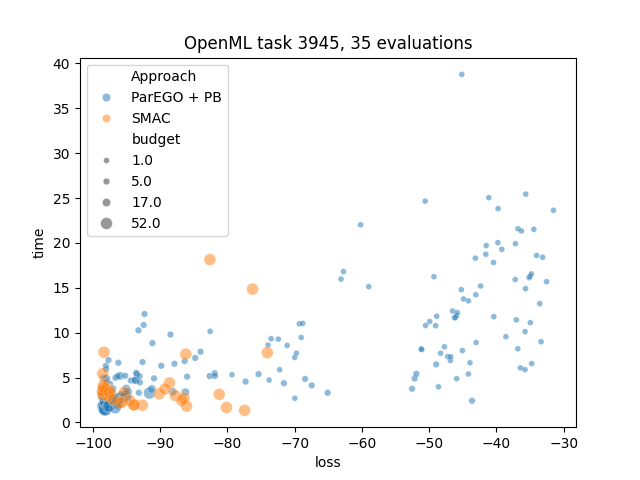 OpenML task 3945, 35 evaluations
Approach
ParEGO + PB
SMAC
budget
1.0
5.0
17.0
52.0
time
40
35
30
25
20
15
10
5
0
−100 −90 −80 −70 −60 −50 −40 −30
loss